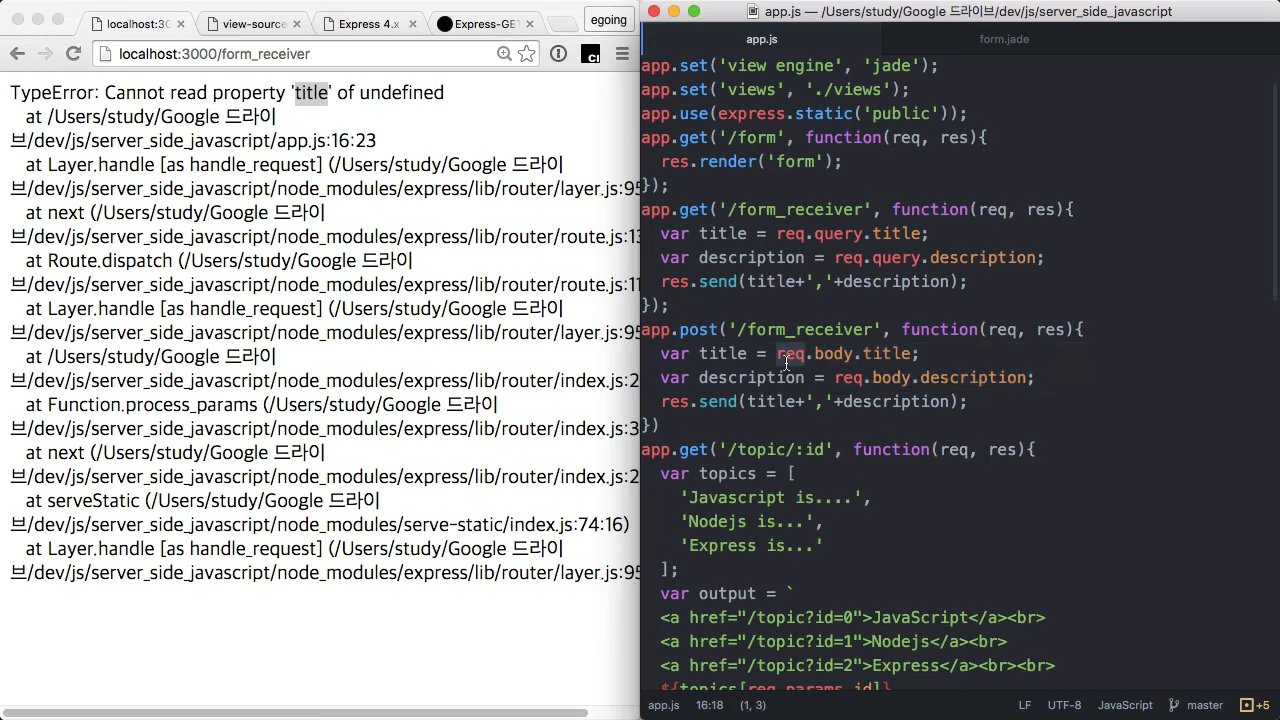 localhost:30
view-source
Express 4.x
Express-GET
egoing
localhost:3000/form_receiver
TypeError: Cannot read property 'title' of undefined
at /Users/study/Google 드라이
브/dev/js/server_side_javascript/app.js:16:23
at Layer.handle [as handle_request] (/Users/study/Google 드라이
브/dev/js/server_side_javascript/node_modules/express/lib/router/layer.js:95
at next (/Users/study/Google 드라이
브/dev/js/server_side_javascript/node_modules/express/lib/router/route.js:13
at Route.dispatch (/Users/study/Google 드라이
브/dev/js/server_side_javascript/node_modules/express/lib/router/route.js:11
at Layer.handle [as handle_request] (/Users/study/Google 드라이
브/dev/js/server_side_javascript/node_modules/express/lib/router/layer.js:95
at /Users/study/Google 드라이
브/dev/js/server_side_javascript/node_modules/express/lib/router/index.js:2
at Function.process_params (/Users/study/Google 드라이
브/dev/js/server_side_javascript/node_modules/express/lib/router/index.js:3
at next (/Users/study/Google 드라이
브/dev/js/server_side_javascript/node_modules/express/lib/router/index.js:2
at serveStatic (/Users/study/Google 드라이
브/dev/js/server_side_javascript/node_modules/serve-static/index.js:74:16)
at Layer.handle [as handle_request] (/Users/study/Google 드라이
브/dev/js/server_side_javascript/node_modules/express/lib/router/layer.js:95
app.js — /Users/study/Google 드라이브/dev/js/server_side_javascript
app.js
form.jade
app.set('view engine', 'jade');
app.set('views', './views');
app.use(express.static('public'));
app.get('/form', function(req, res){
  res.render('form');
});
app.get('/form_receiver', function(req, res){
  var title = req.query.title;
  var description = req.query.description;
  res.send(title+','+description);
});
app.post('/form_receiver', function(req, res){
  var title = req.body.title;
  var description = req.body.description;
  res.send(title+','+description);
})
app.get('/topic/:id', function(req, res){
  var topics = [
    'Javascript is....',
    'Nodejs is...',
    'Express is...'
  ];
  var output = `
  <a href="/topic?id=0">JavaScript</a><br>
  <a href="/topic?id=1">Nodejs</a><br>
  <a href="/topic?id=2">Express</a><br><br>
  ${topics[req.params.id]}
app.js 16:18 (1, 3) LF UTF-8 JavaScript master +5